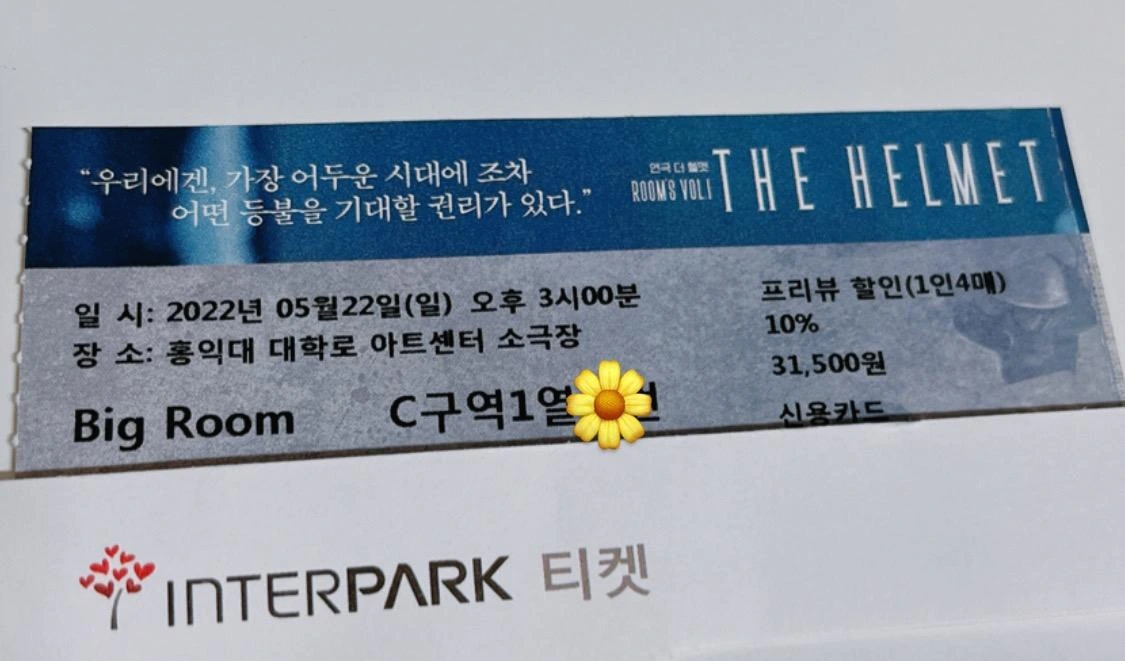 “우리에겐, 가장 어두운 시대에 조차
어떤 등불을 기대할 권리가 있다.”
연극 더 헬멧
ROOM'S VOL.1
THE HELMET
일 시: 2022년 05월22일(일) 오후 3시00분
장 소: 홍익대 대학로 아트센터 소극장
Big Room C구역1열
프리뷰 할인(1인4매)
10%
31,500원
신용카드
INTERPARK 티켓